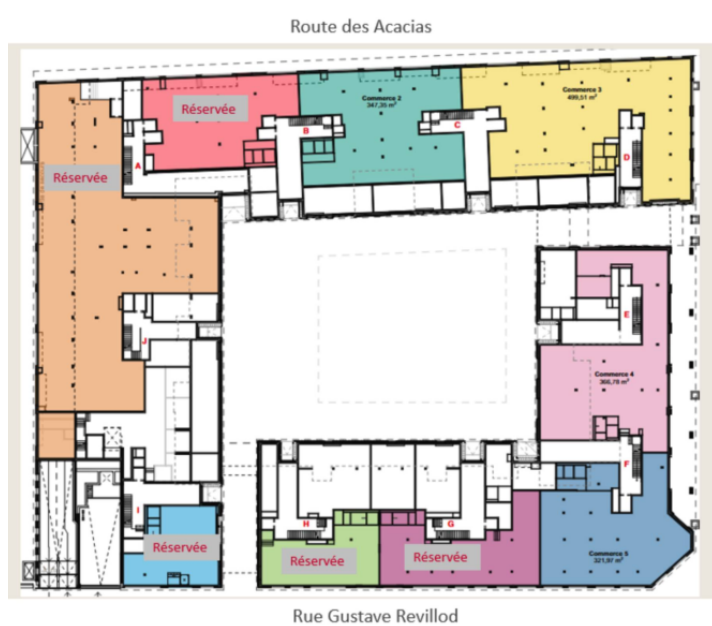 Route des Acacias
Commerce 3
499,51 m²
Commerce 2
347,35 m²
Réservée
B
C
A
D
Réservée
E
J
Commerce 4
366,78 m²
F
I
H
G
Réservée
Réservée
Réservée
Commerce 5
321,97 m²
Rue Gustave Revillod